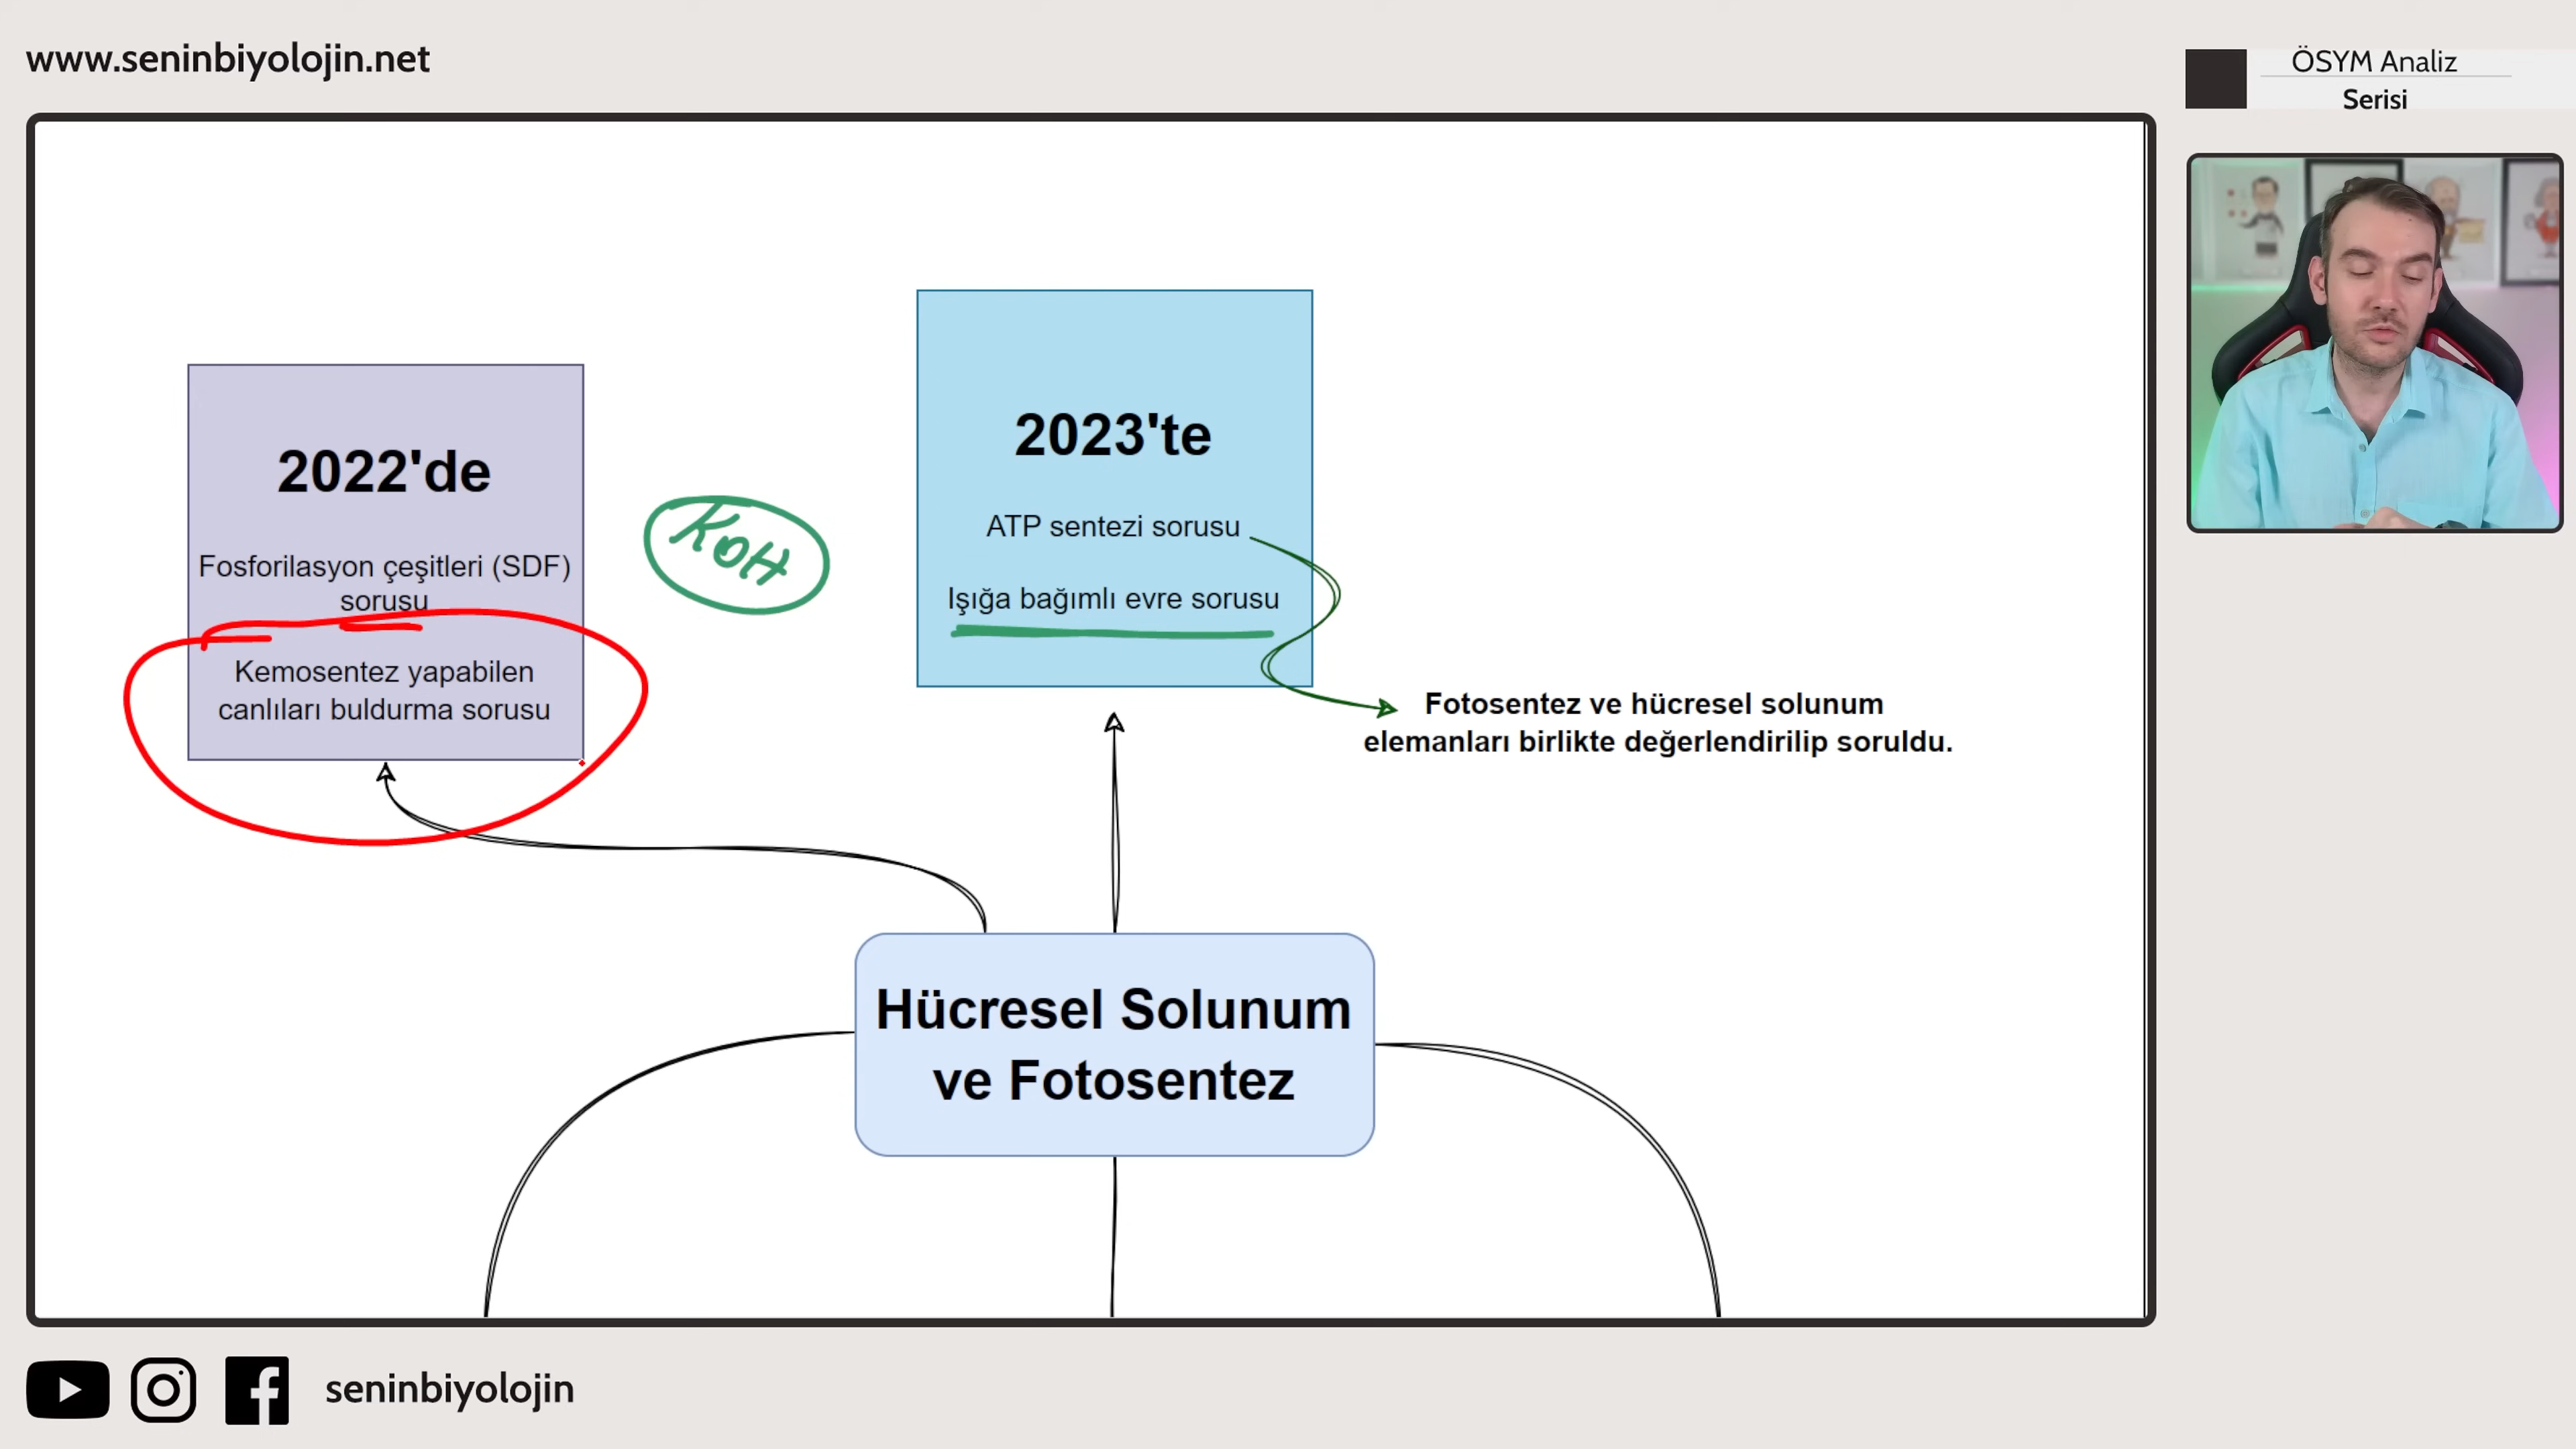 www.seninbiyolojin.net
ÖSYM Analiz
Serisi
2022'de
Fosforilasyon çeşitleri (SDF)
sorusu
Kemosentez yapabilen
canlıları buldurma sorusu
KOH
2023'te
ATP sentezi sorusu
Işığa bağımlı evre sorusu
Fotosentez ve hücresel solunum
elemanları birlikte değerlendirilip soruldu.
Hücresel Solunum
ve Fotosentez
seninbiyolojin